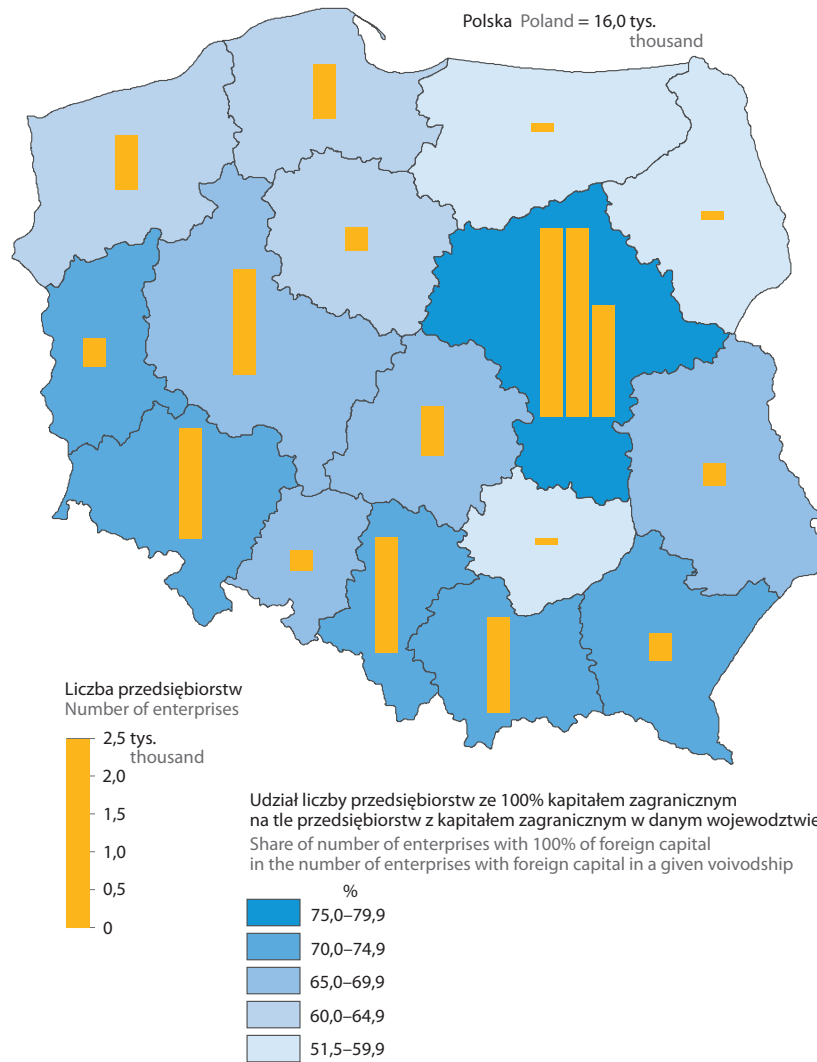 Polska Poland = 16,0 tys.
thousand
Liczba przedsiębiorstw
Number of enterprises
2,5 tys.
thousand
2,0
1,5
1,0
0,5
0
Udział liczby przedsiębiorstw ze 100% kapitałem zagranicznym
na tle przedsiębiorstw z kapitałem zagranicznym w danym wojewodztwie
Share of number of enterprises with 100% of foreign capital
in the number of enterprises with foreign capital in a given voivodship
%
75,0–79,9
70,0–74,9
65,0–69,9
60,0–64,9
51,5–59,9